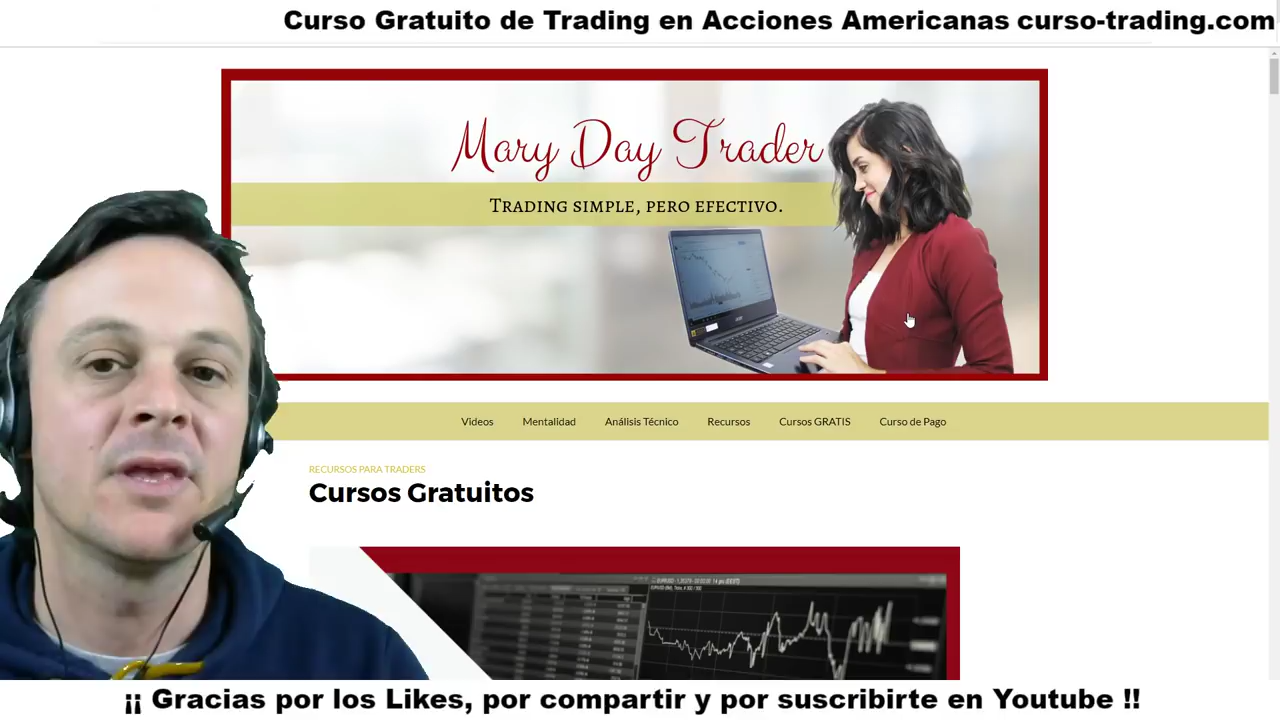 Curso Gratuito de Trading en Acciones Americanas curso-trading.com
Mary Day Trader
Trading simple, pero efectivo.
Videos Mentalidad Análisis Técnico Recursos Cursos GRATIS Curso de Pago
RECURSOS PARA TRADERS
Cursos Gratuitos
¡¡ Gracias por los Likes, por compartir y por suscribirte en Youtube !!